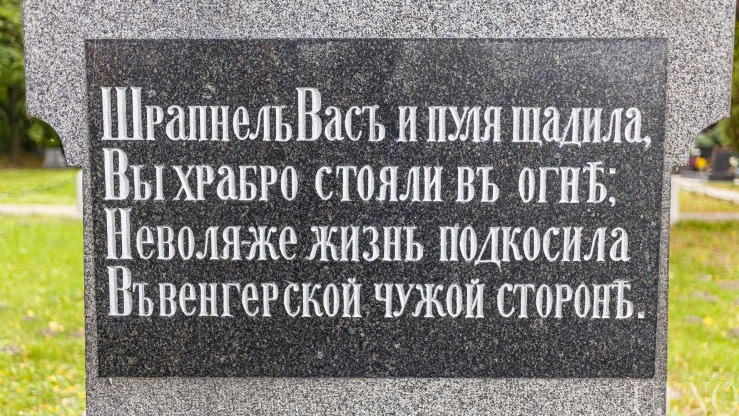 Шрапнель Васъ и пуля щадила,
Вы храбро стояли въ огнѣ;
Неволя-же жизнь подкосила
Въ венгерской чужой сторонѣ.